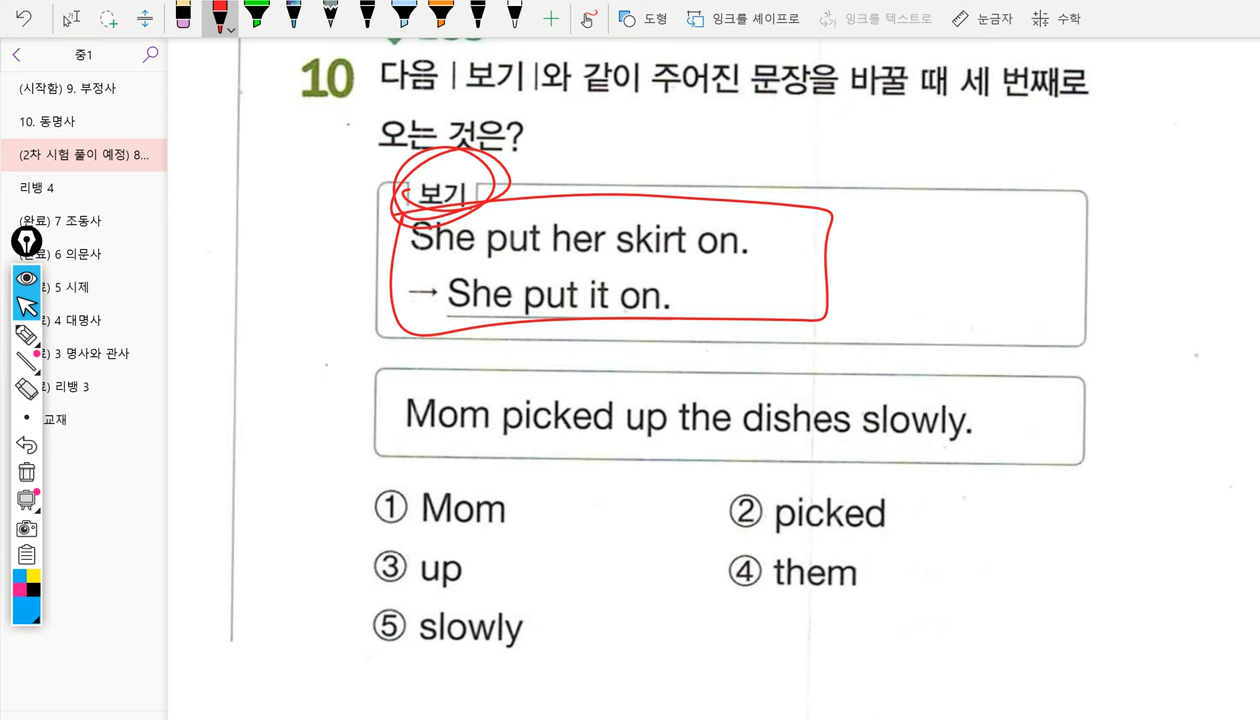 도형
잉크를 셰이프로
잉크를 텍스트로
눈금자
수학
중1
(시작함) 9. 부정사
10. 동명사
(2차 시험 풀이 예정) 8...
리뱅 4
(완료) 7 조동사
료) 6 의문사
료) 5 시제
료) 4 대명사
료) 3 명사와 관사
료) 리뱅 3
교재
10 다음 | 보기 |와 같이 주어진 문장을 바꿀 때 세 번째로
오는 것은?
보기
She put her skirt on.
→ She put it on.
Mom picked up the dishes slowly.
① Mom
② picked
③ up
④ them
⑤ slowly